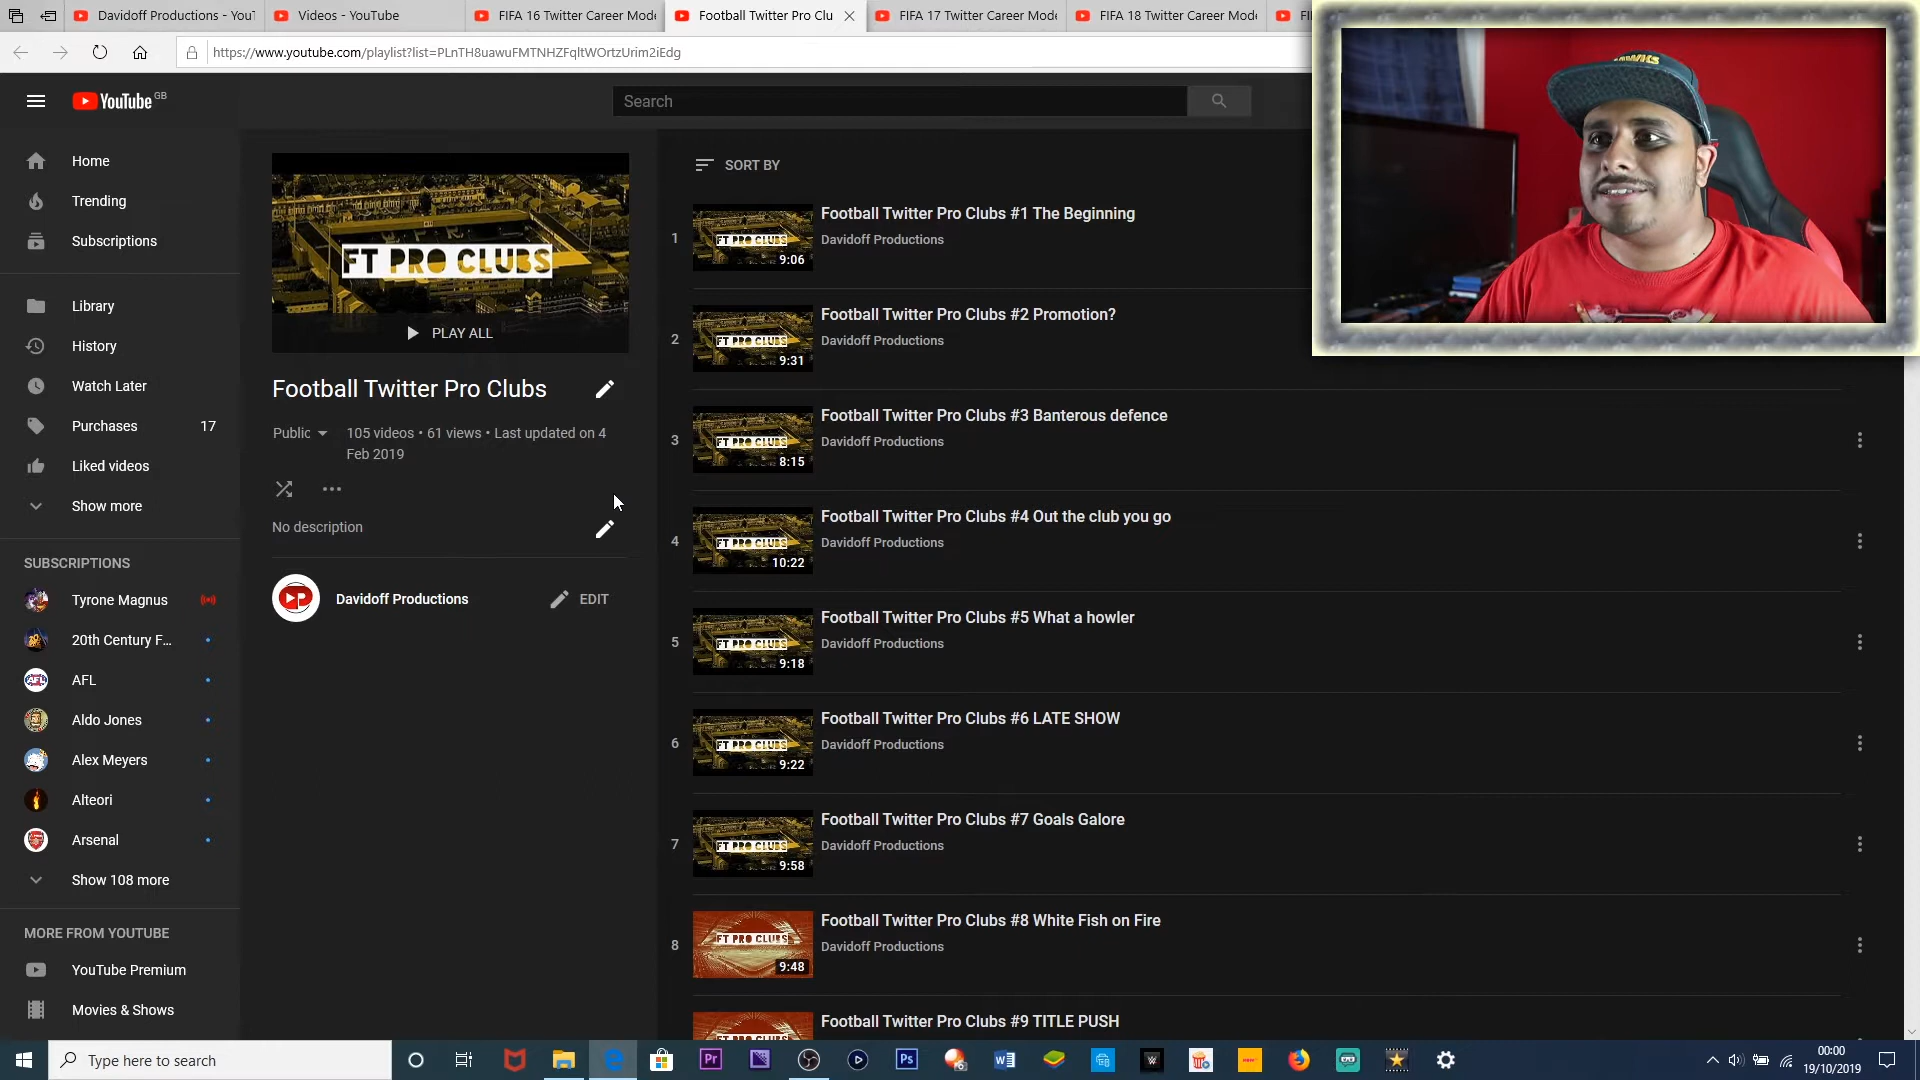 Davidoff Productions - YouT
Videos - YouTube
FIFA 16 Twitter Career Mode
Football Twitter Pro Clu
FIFA 17 Twitter Career Mode
FIFA 18 Twitter Career Mode
FI
https://www.youtube.com/playlist?list=PLnTH8uawuFMTNHZFqltWOrtzUrim2iEdg
YouTube GB
Search
Home
Trending
Subscriptions
Library
History
Watch Later
Purchases 17
Liked videos
Show more
SUBSCRIPTIONS
Tyrone Magnus
20th Century F...
AFL
Aldo Jones
Alex Meyers
Alteori
Arsenal
Show 108 more
MORE FROM YOUTUBE
YouTube Premium
Movies & Shows
FT PRO CLUBS
PLAY ALL
Football Twitter Pro Clubs
Public
105 videos • 61 views • Last updated on 4
Feb 2019
No description
Davidoff Productions
EDIT
SORT BY
1
FT PRO CLUBS
9:06
Football Twitter Pro Clubs #1 The Beginning
Davidoff Productions
2
FT PRO CLUBS
9:31
Football Twitter Pro Clubs #2 Promotion?
Davidoff Productions
3
FT PRO CLUBS
8:15
Football Twitter Pro Clubs #3 Banterous defence
Davidoff Productions
4
FT PRO CLUBS
10:22
Football Twitter Pro Clubs #4 Out the club you go
Davidoff Productions
5
FT PRO CLUBS
9:18
Football Twitter Pro Clubs #5 What a howler
Davidoff Productions
6
FT PRO CLUBS
9:22
Football Twitter Pro Clubs #6 LATE SHOW
Davidoff Productions
7
FT PRO CLUBS
9:58
Football Twitter Pro Clubs #7 Goals Galore
Davidoff Productions
8
FT PRO CLUBS
9:48
Football Twitter Pro Clubs #8 White Fish on Fire
Davidoff Productions
Football Twitter Pro Clubs #9 TITLE PUSH
Type here to search
Pr
Ps
00:00
19/10/2019